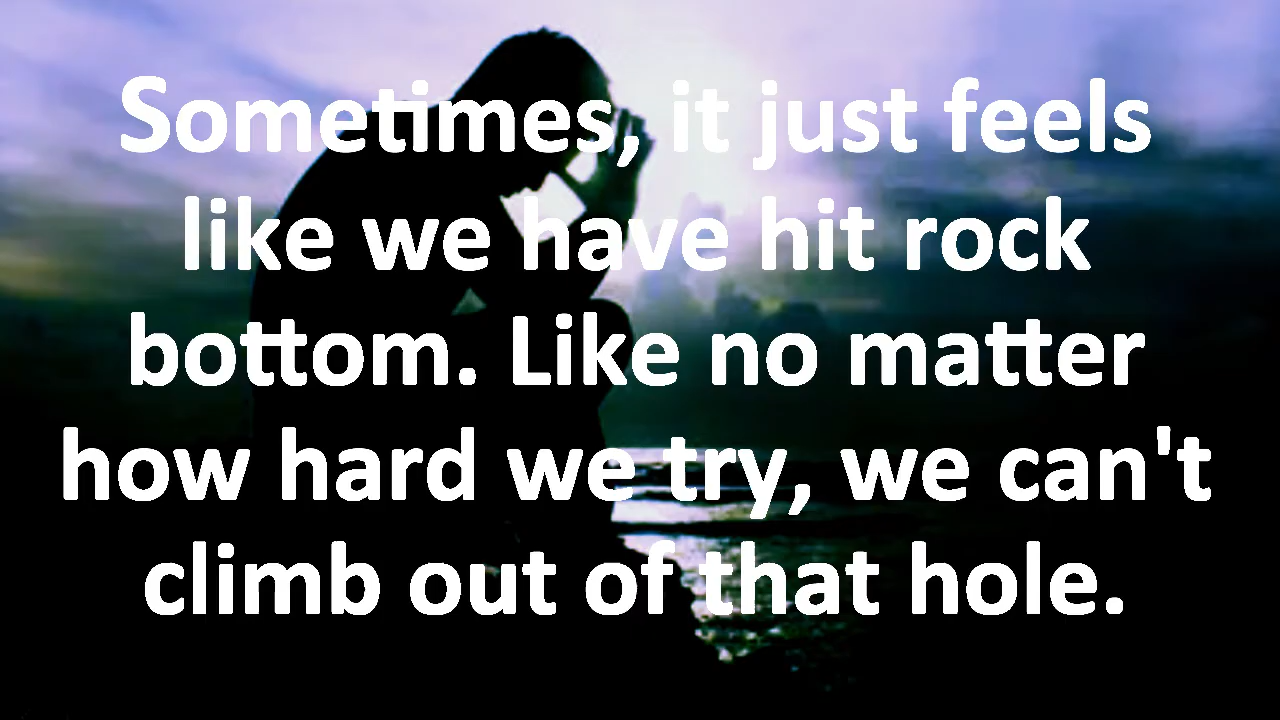 Sometimes, it just feels
like we have hit rock
bottom. Like no matter
how hard we try, we can't
climb out of that hole.